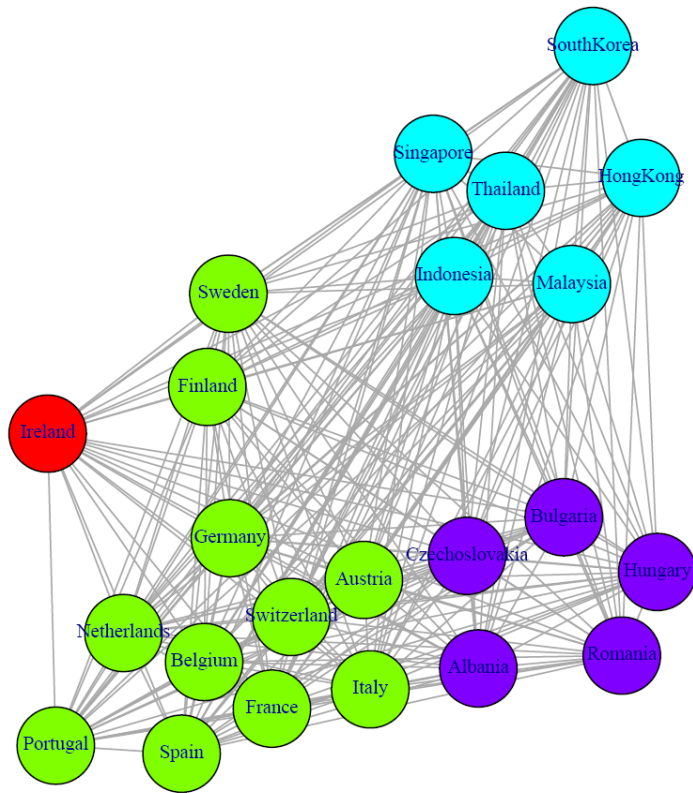 SouthKorea
Singapore
Thailand
HongKong
Indonesia
Malaysia
Sweden
Finland
Ireland
Bulgaria
Germany
Czechoslovakia
Austria
Hungary
Switzerland
Netherlands
Belgium
Albania
Romania
Italy
France
Portugal
Spain